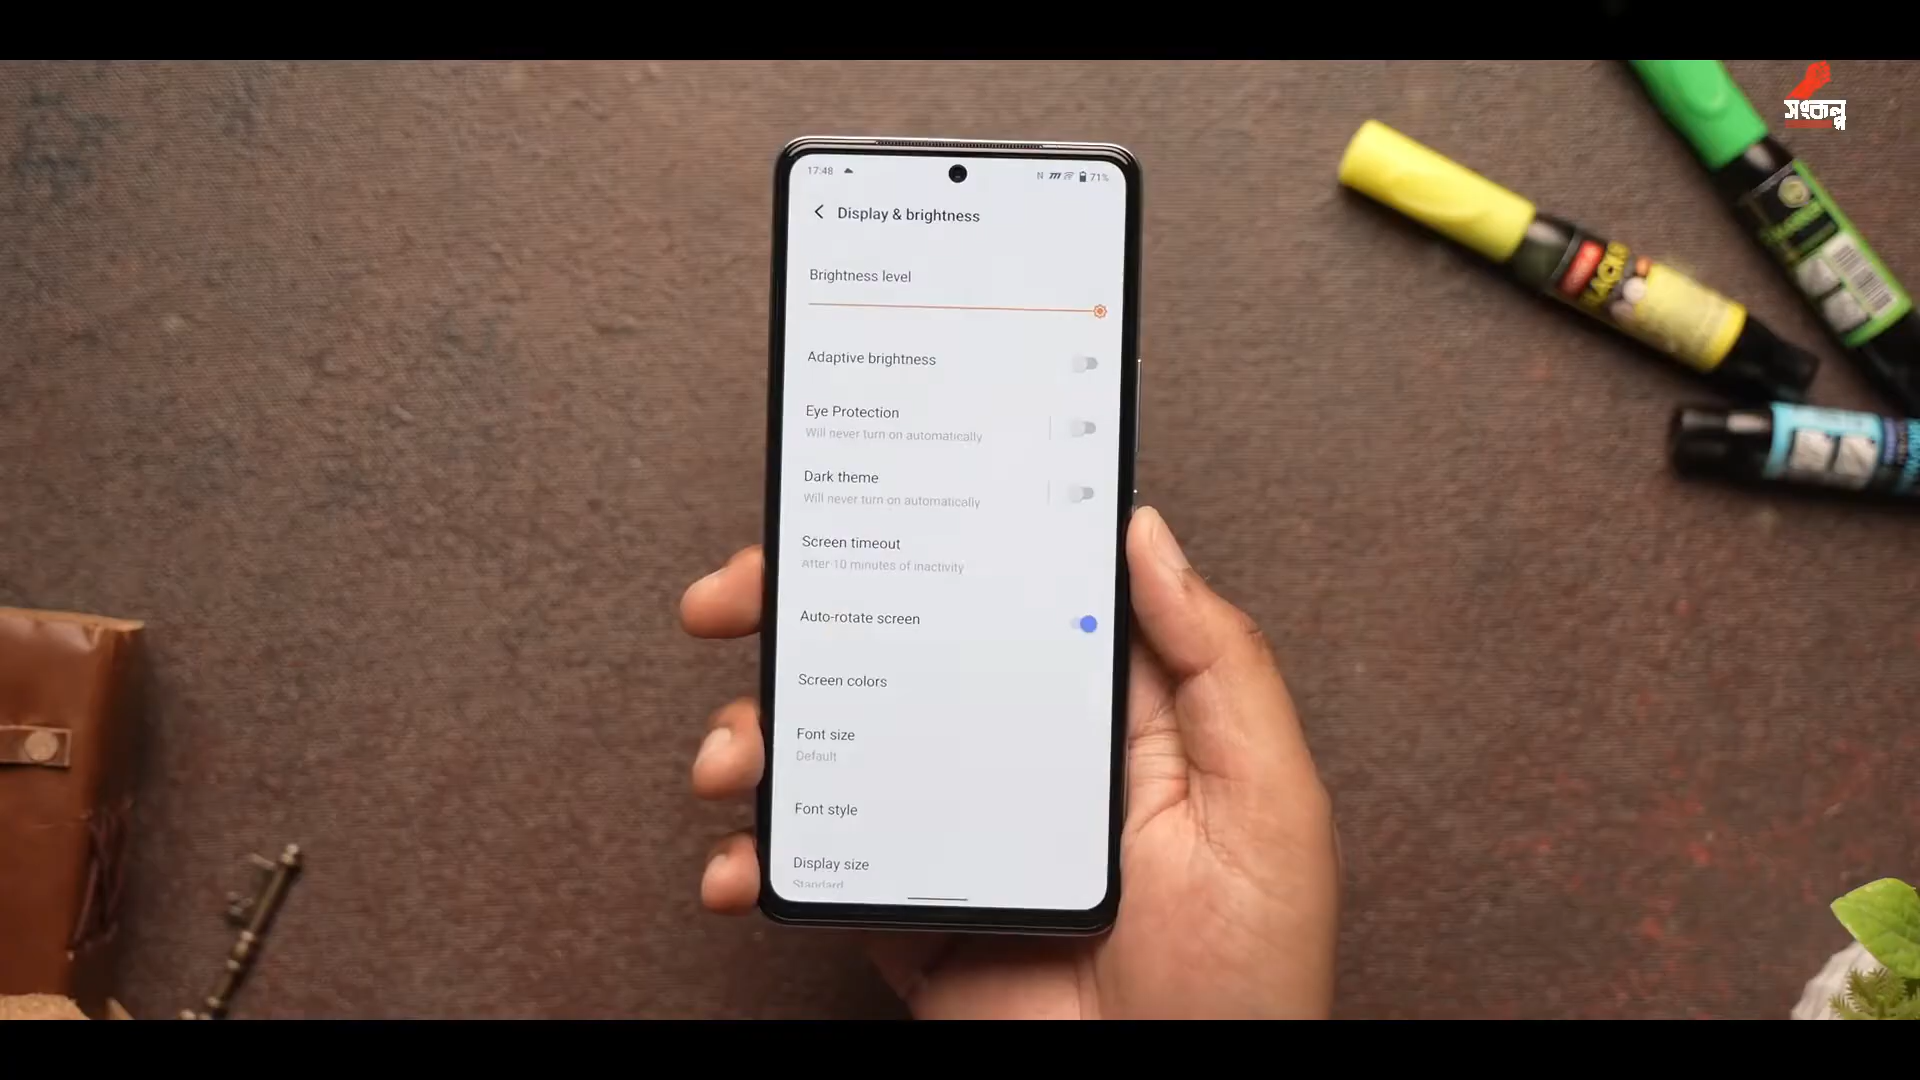 সংকল্প
17:48
71%
Display & brightness
Brightness level
Adaptive brightness
Eye Protection
Will never turn on automatically
Dark theme
Will never turn on automatically
Screen timeout
After 10 minutes of inactivity
Auto-rotate screen
Screen colors
Font size
Default
Font style
Display size
Standard